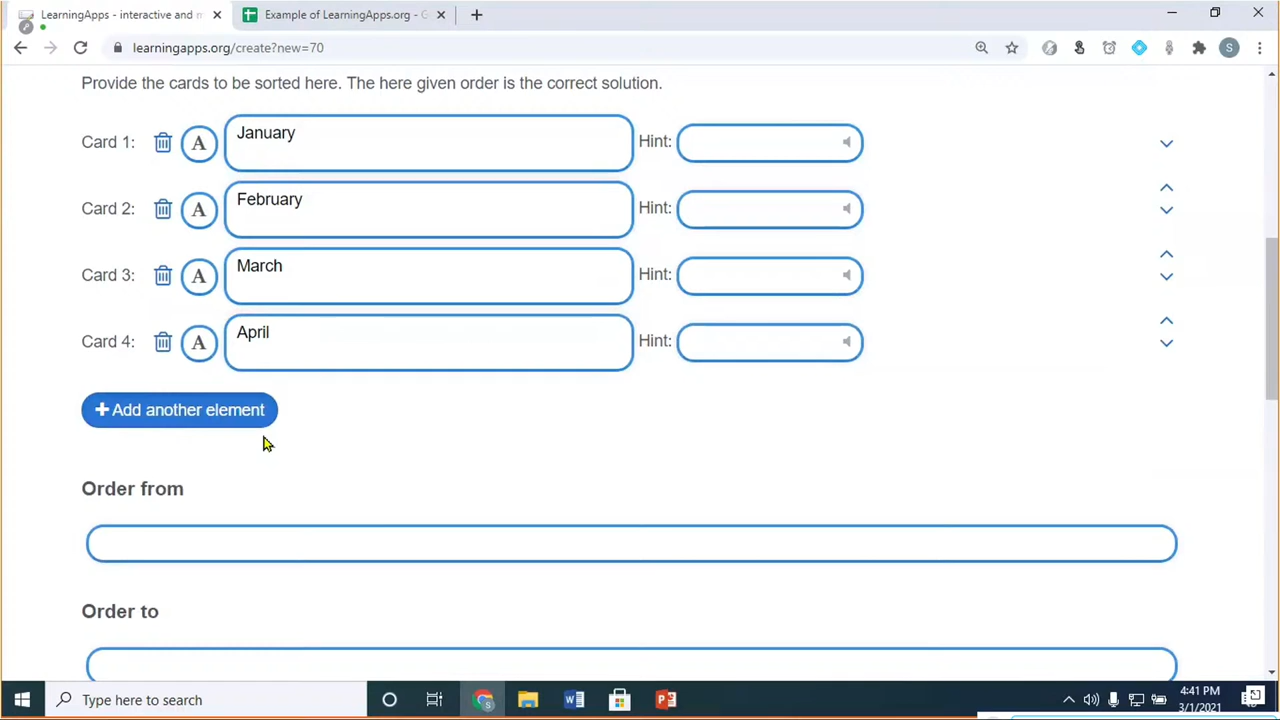 LearningApps - interactive and m
Example of LearningApps.org - G
learningapps.org/create?new=70
S
Provide the cards to be sorted here. The here given order is the correct solution.
Card 1: A January Hint:
Card 2: A February Hint:
Card 3: A March Hint:
Card 4: A April Hint:
+ Add another element
Order from
Order to
Type here to search
4:41 PM
3/1/2021